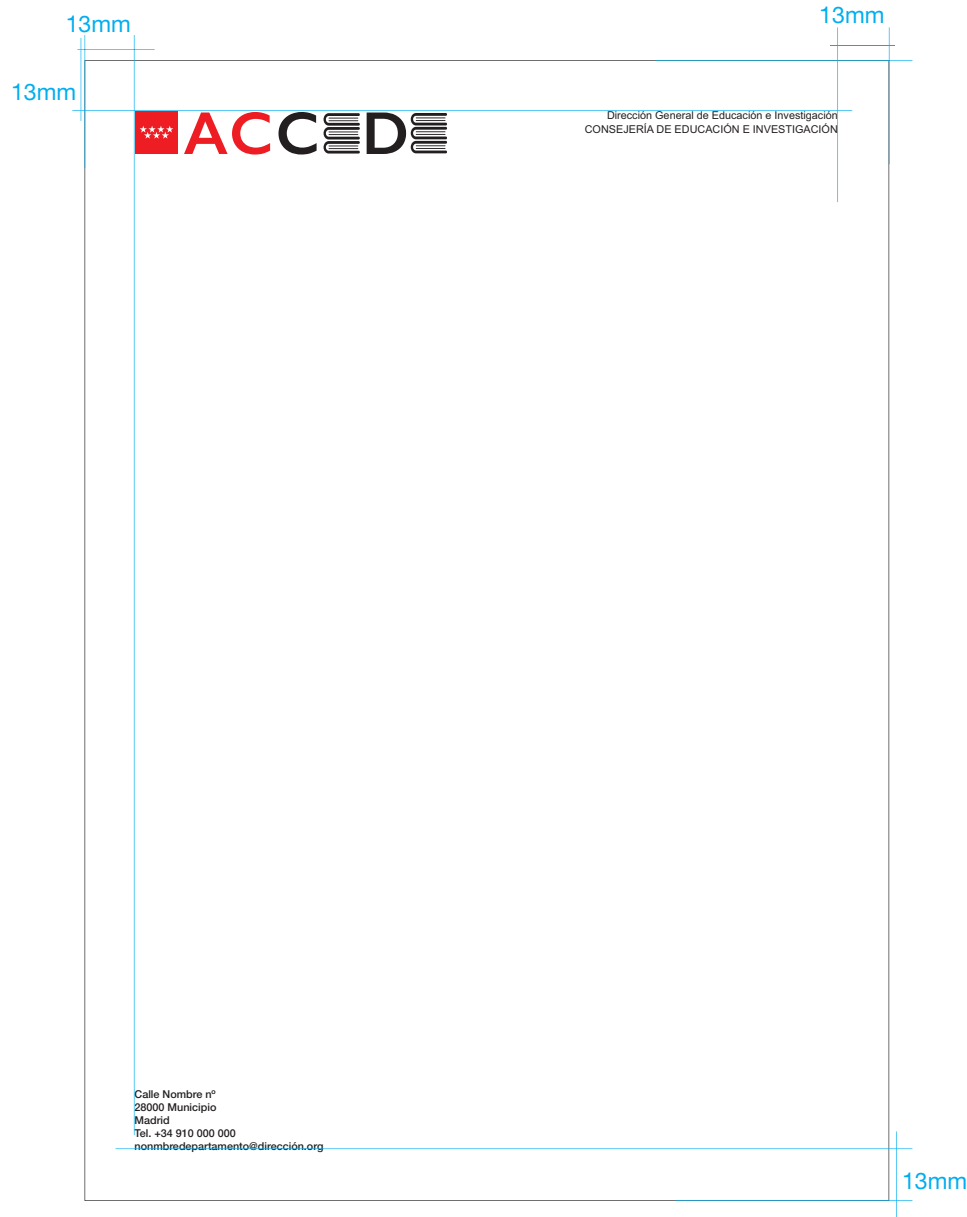 13mm
13mm
13mm
ACCEDE
Dirección General de Educación e Investigación
CONSEJERÍA DE EDUCACIÓN E INVESTIGACIÓN
Calle Nombre nº
28000 Municipio
Madrid
Tel. +34 910 000 000
nonmbredepartamento@dirección.org
13mm